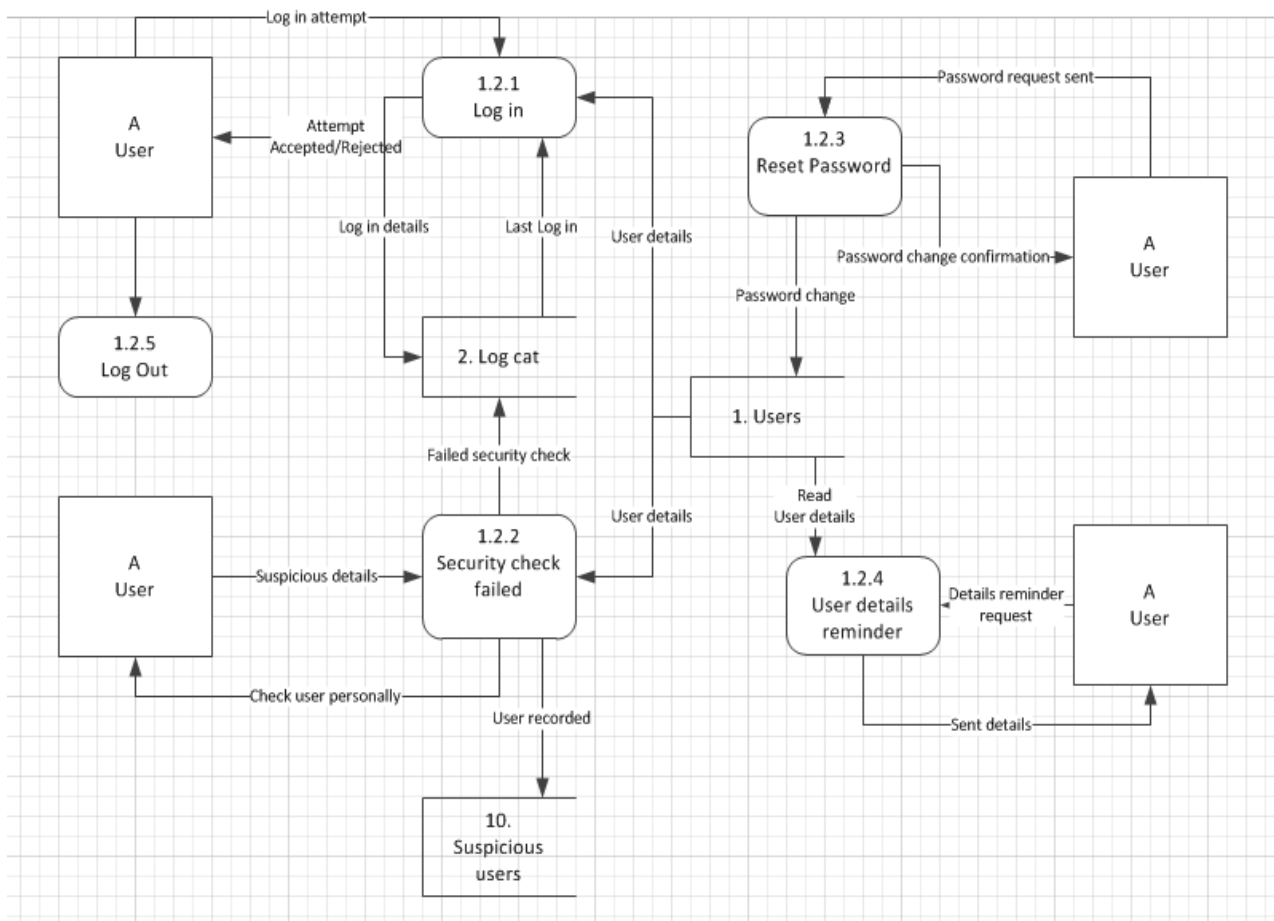 Log in attempt
A
User
1.2.1
Log in
Attempt
Accepted/Rejected
Password request sent
1.2.3
Reset Password
A
User
Log in details
Last Log in
User details
Password change confirmation
Password change
1.2.5
Log Out
2. Log cat
1. Users
Failed security check
Read
User details
User details
A
User
Suspicious details
1.2.2
Security check
failed
1.2.4
User details
reminder
Details reminder
request
A
User
Check user personally
User recorded
Sent details
10.
Suspicious
users